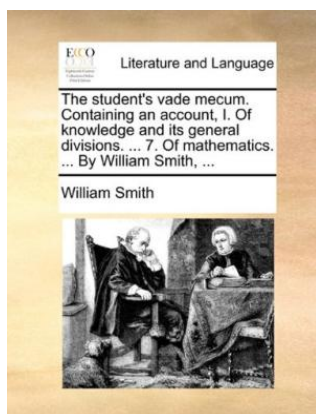 ECCO
Literature and Language
The student's vade mecum.
Containing an account, I. Of
knowledge and its general
divisions. ... 7. Of mathematics.
... By William Smith, ...
William Smith